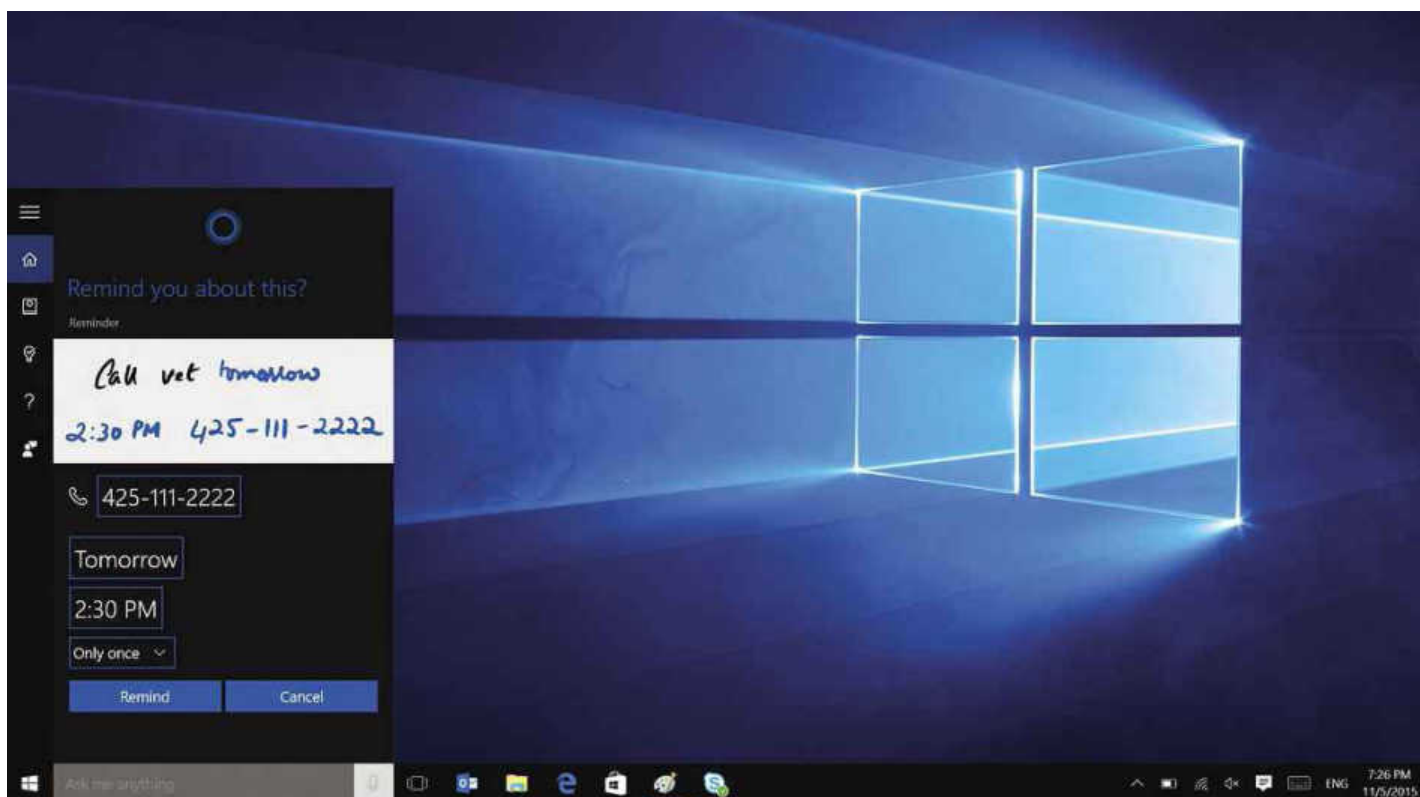 Remind you about this?
Reminder
Call vet tomorrow
2:30 PM 425-111-2222
425-111-2222
Tomorrow
2:30 PM
Only once
Remind
Cancel
Ask me anything
ENG
7:26 PM
11/5/2015